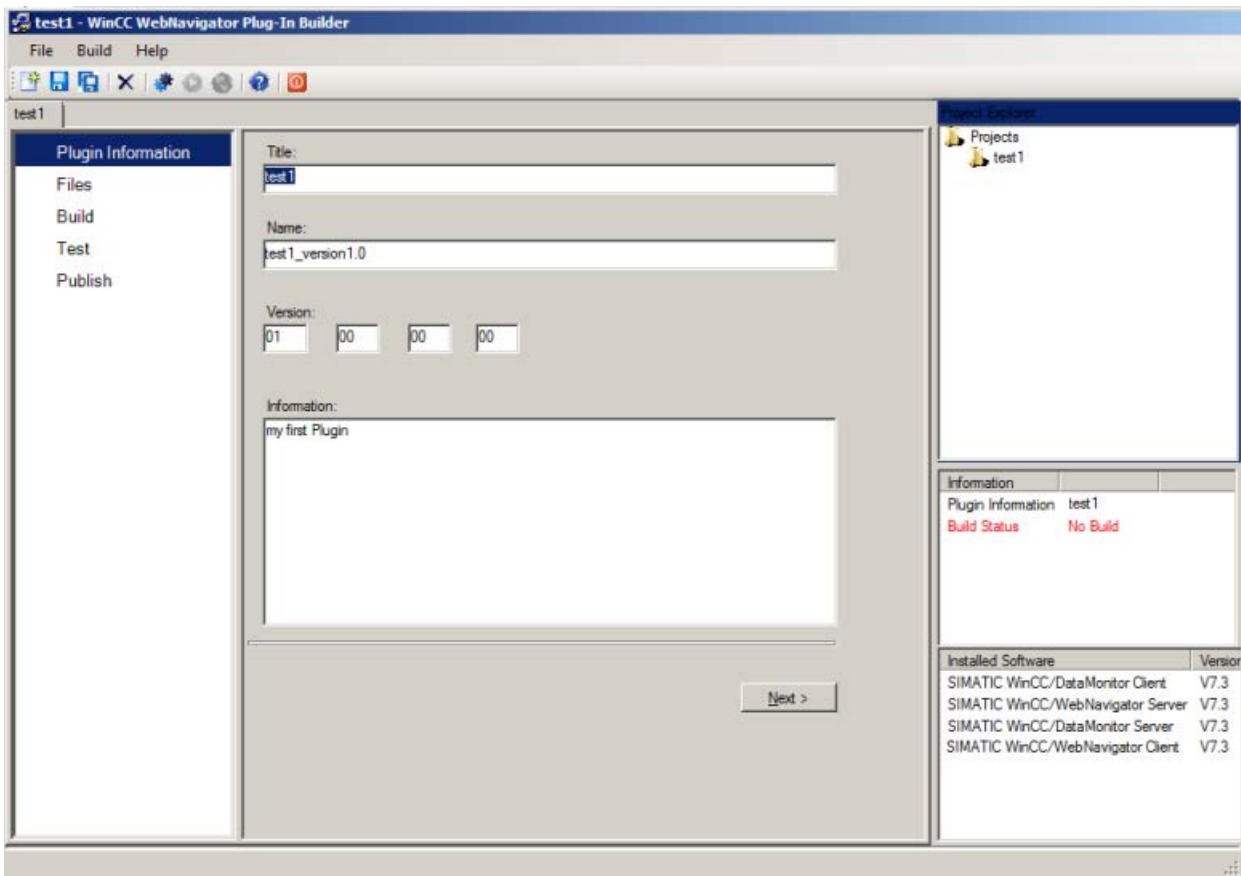 test1 - WinCC WebNavigator Plug-In Builder
File Build Help
test1
Plugin Information
Files
Build
Test
Publish
Title:
test1
Name:
test1_version1.0
Version:
01 00 00 00
Information:
my first Plugin
Next >
Project Explorer
Projects
test1
Information
Plugin Information test1
Build Status No Build
Installed Software Version
SIMATIC WinCC/DataMonitor Client V7.3
SIMATIC WinCC/WebNavigator Server V7.3
SIMATIC WinCC/DataMonitor Server V7.3
SIMATIC WinCC/WebNavigator Client V7.3